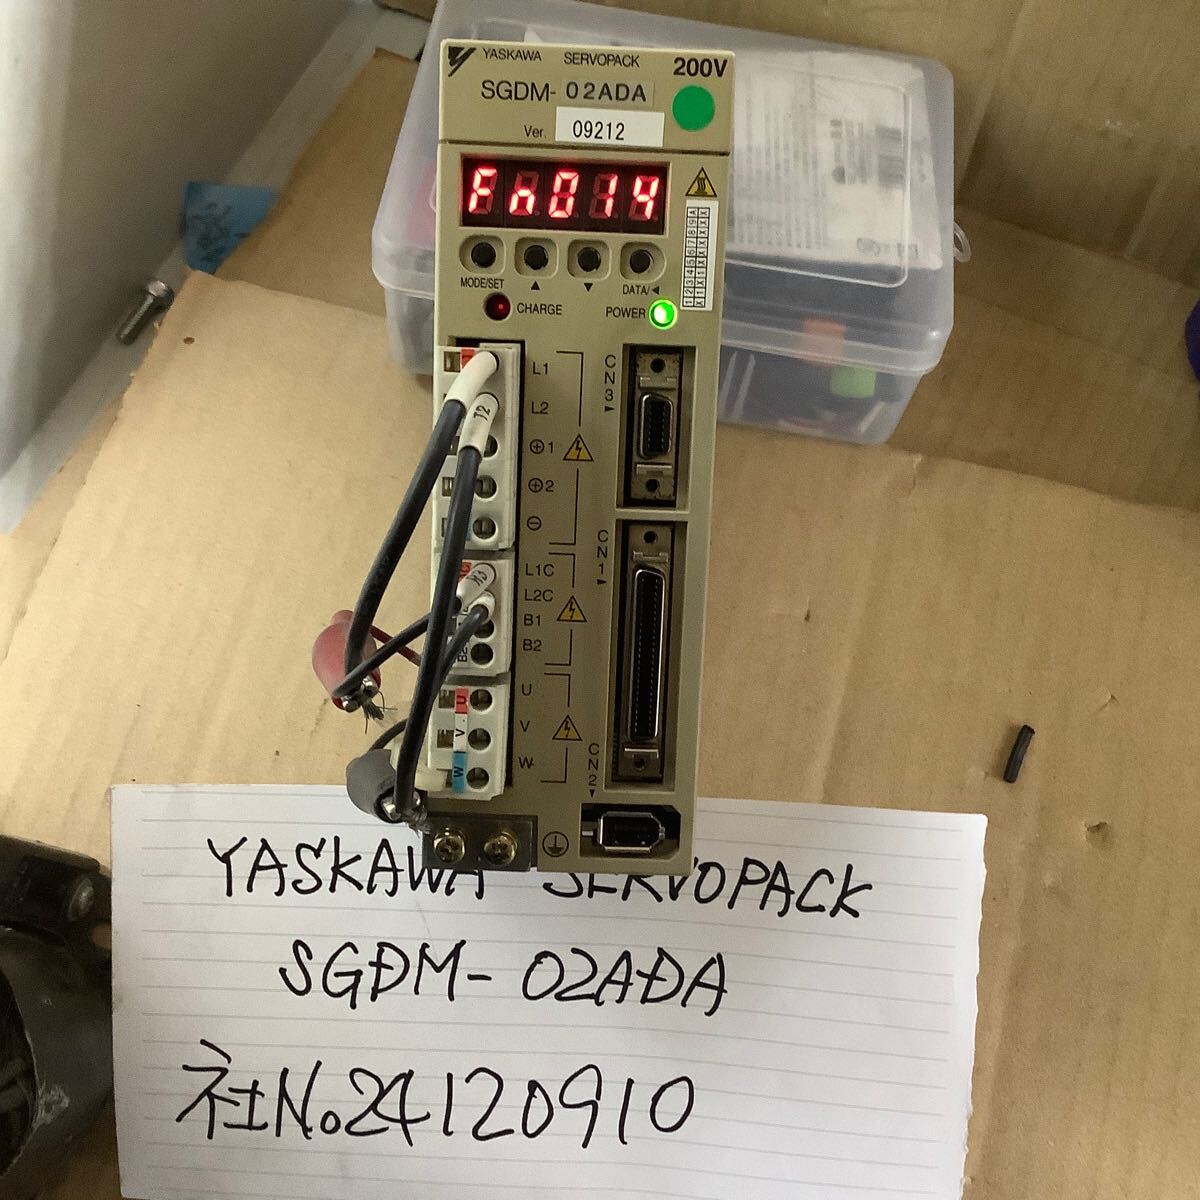 YASKAWA SERVOPACK 200V
SGDM-02ADA
Ver. 09212
Fn014
MODE/SET ▲ ▼ DATA/◄
CHARGE POWER
CN3
L1
L2
⊕1
⊕2
⊖
CN1
L1C
L2C
B1
B2
U
V
W
CN2
U
V
W
YASKAWA SERVOPACK
SGDM-02ADA
社No.24120910